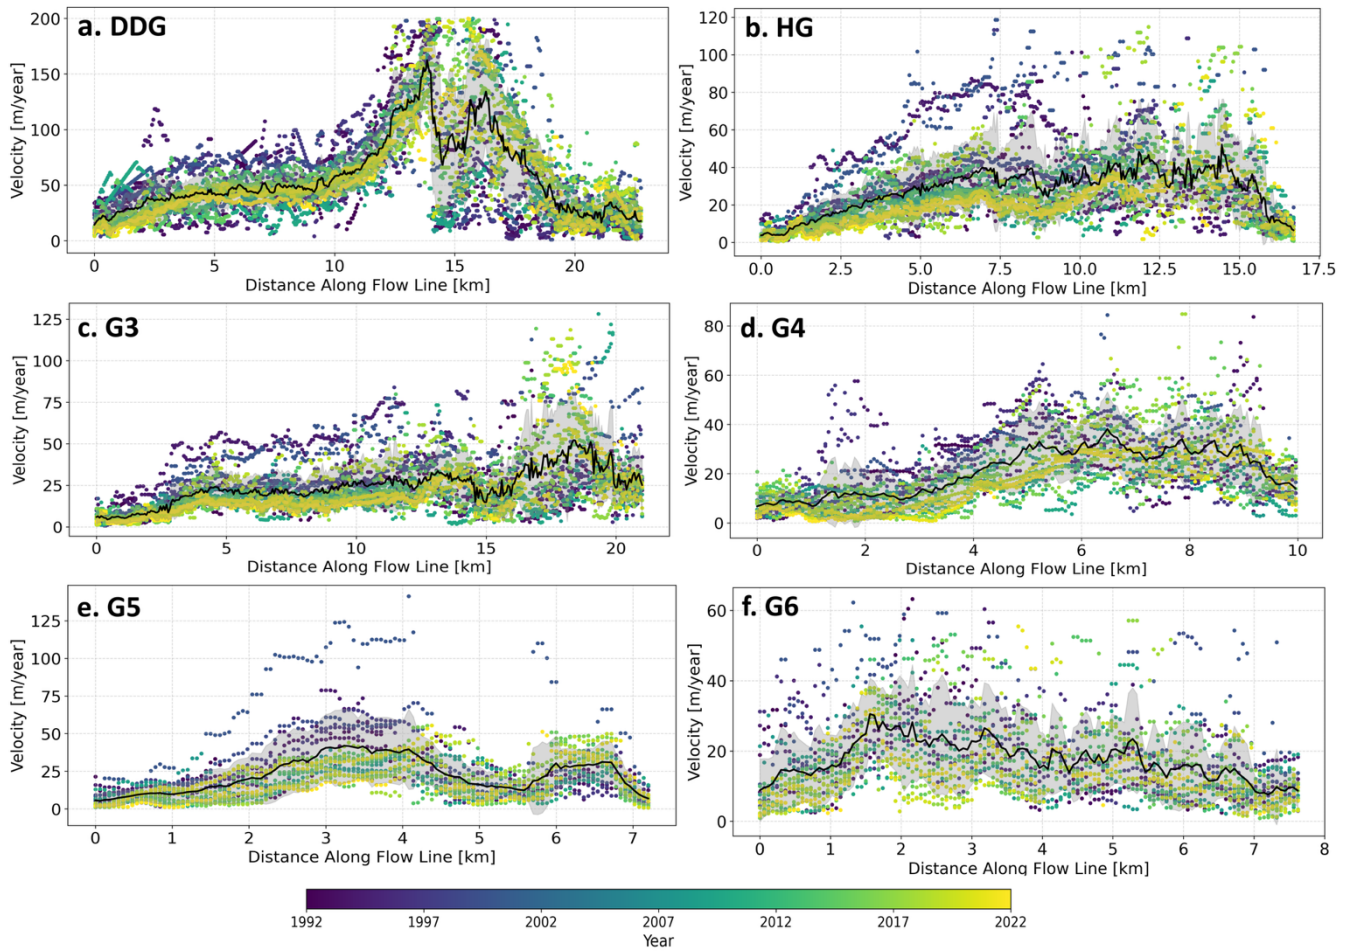 a. DDG
Velocity [m/year]
200
150
100
50
0
0 5 10 15 20
Distance Along Flow Line [km]
b. HG
Velocity [m/year]
120
100
80
60
40
20
0
0.0 2.5 5.0 7.5 10.0 12.5 15.0 17.5
Distance Along Flow Line [km]
c. G3
Velocity [m/year]
125
100
75
50
25
0
0 5 10 15 20
Distance Along Flow Line [km]
d. G4
Velocity [m/year]
80
60
40
20
0
0 2 4 6 8 10
Distance Along Flow Line [km]
e. G5
Velocity [m/year]
125
100
75
50
25
0
0 1 2 3 4 5 6 7
Distance Along Flow Line [km]
f. G6
Velocity [m/year]
60
40
20
0
0 1 2 3 4 5 6 7 8
Distance Along Flow Line [km]
1992 1997 2002 2007 2012 2017 2022
Year